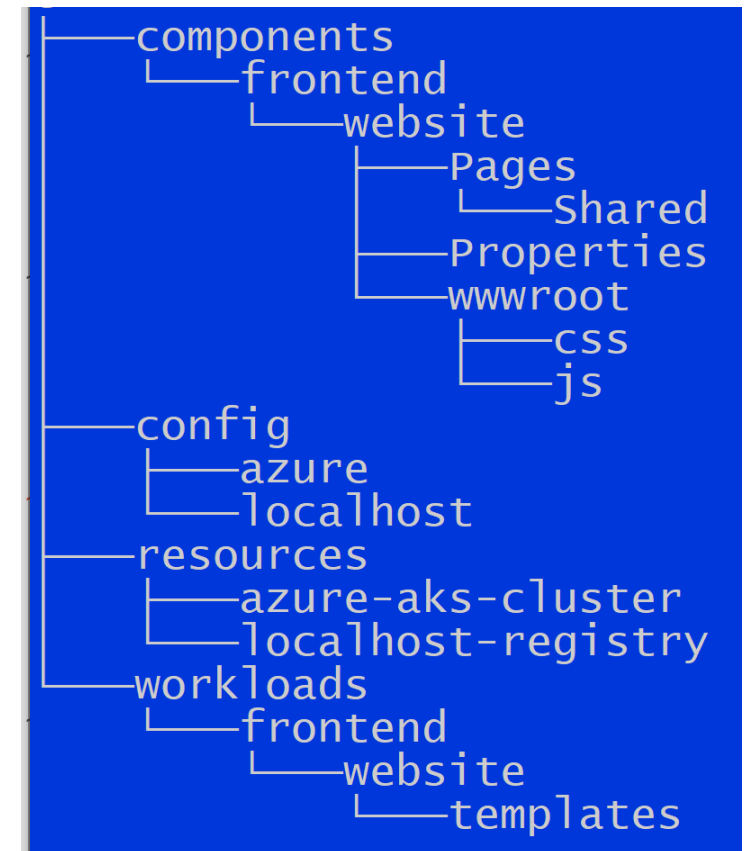 components
frontend
website
Pages
Shared
Properties
wwwroot
css
js
config
azure
localhost
resources
azure-aks-cluster
localhost-registry
workloads
frontend
website
templates